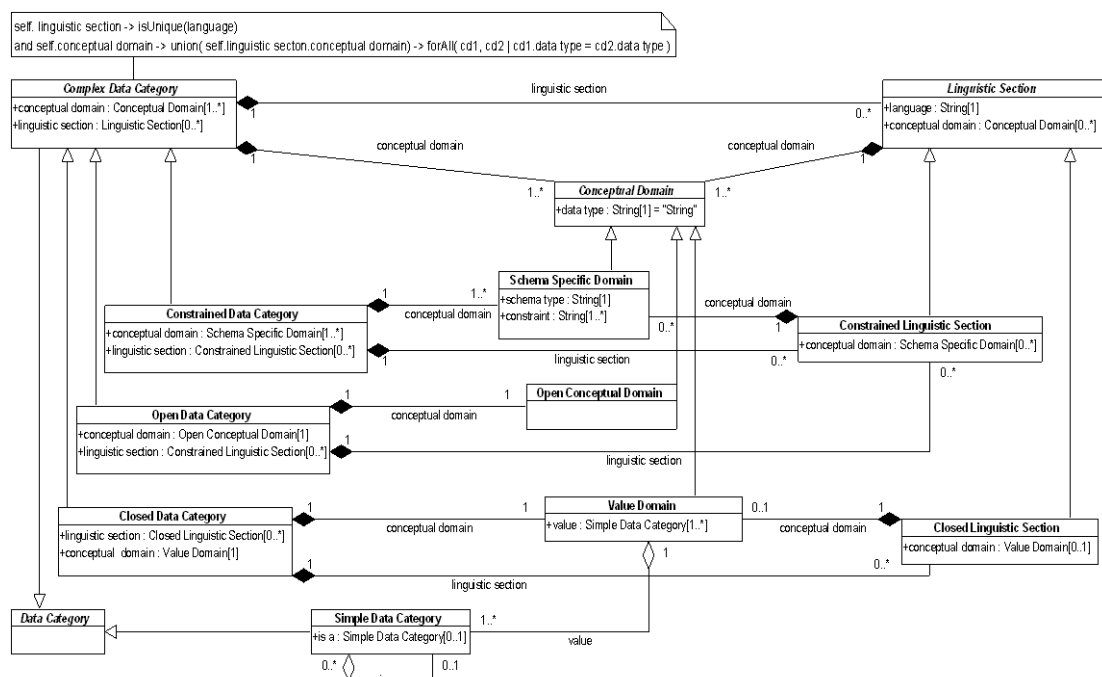 self. linguistic section -> isUnique(language)
and self.conceptual domain -> union( self.linguistic secton.conceptual domain) -> forAll( cd1, cd2 | cd1.data type = cd2.data type )
Complex Data Category
+conceptual domain : Conceptual Domain[1..*]
+linguistic section : Linguistic Section[0..*]
linguistic section
1
0..*
Linguistic Section
+language : String[1]
+conceptual domain : Conceptual Domain[0..*]
1
conceptual domain
conceptual domain
1
1..*
1..*
Conceptual Domain
+data type : String[1] = "String"
Schema Specific Domain
+schema type : String[1]
+constraint : String[1..*]
1
1..*
conceptual domain
conceptual domain
0..*
1
Constrained Data Category
+conceptual domain : Schema Specific Domain[1..*]
+linguistic section : Constrained Linguistic Section[0..*]
Constrained Linguistic Section
+conceptual domain : Schema Specific Domain[0..*]
1
linguistic section
0..*
0..*
Open Conceptual Domain
1
1
conceptual domain
Open Data Category
+conceptual domain : Open Conceptual Domain[1]
+linguistic section : Constrained Linguistic Section[0..*]
1
linguistic section
Closed Data Category
+linguistic section : Closed Linguistic Section[0..*]
+conceptual domain : Value Domain[1]
1
1
conceptual domain
Value Domain
+value : Simple Data Category[1..*]
0..1
1
conceptual domain
Closed Linguistic Section
+conceptual domain : Value Domain[0..1]
1
linguistic section
0..*
1
Data Category
Simple Data Category
+is a : Simple Data Category[0..1]
1..*
value
0..*
0..1